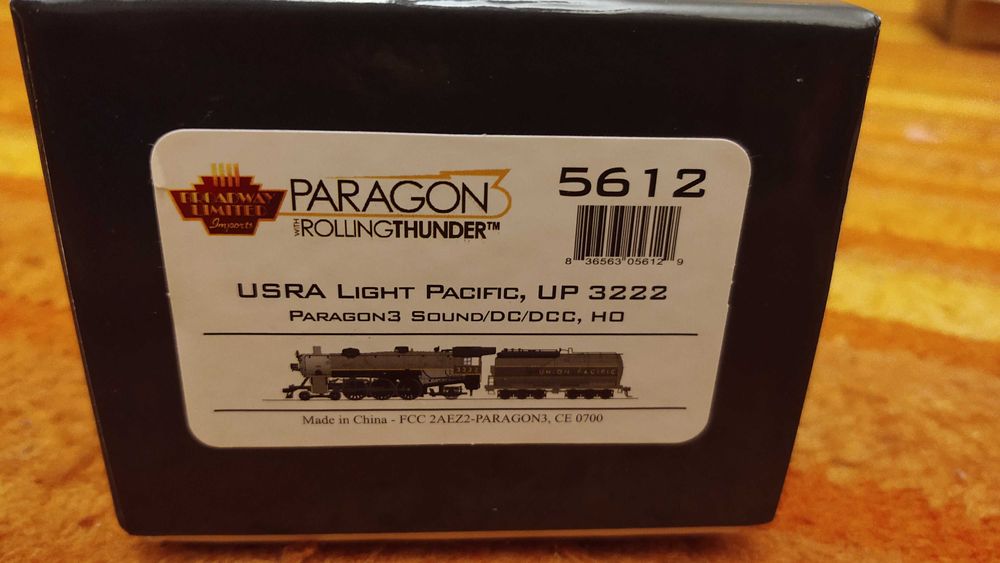 BROADWAY
LIMITED
Imports
PARAGON3
WITH ROLLINGTHUNDER™
5612
8 36563 05612 9
USRA LIGHT PACIFIC, UP 3222
PARAGON3 SOUND/DC/DCC, HO
3222
UNION PACIFIC
Made in China - FCC 2AEZ2-PARAGON3, CE 0700